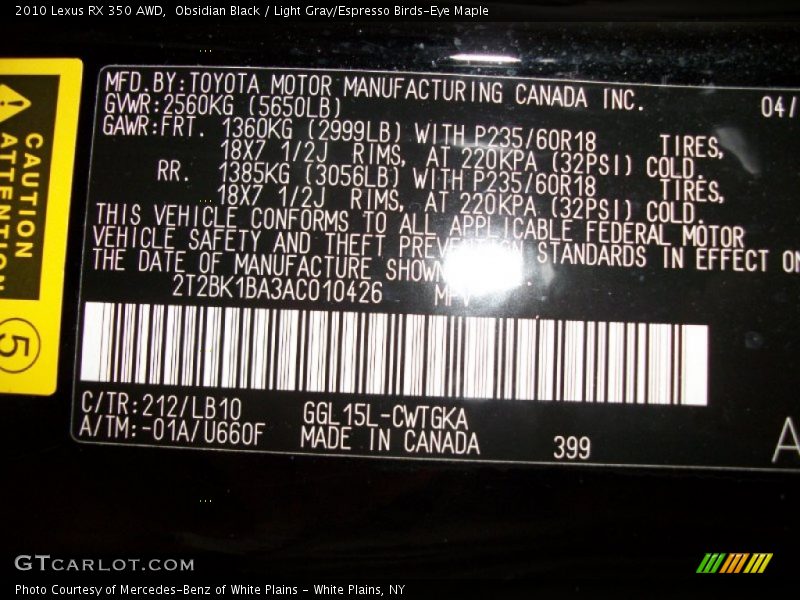 2010 Lexus RX 350 AWD,  Obsidian Black / Light Gray/Espresso Birds-Eye Maple
MFD.BY:TOYOTA MOTOR MANUFACTURING CANADA INC. 04/
GVWR:2560KG (5650LB)
GAWR:FRT. 1360KG (2999LB) WITH P235/60R18 TIRES,
18X7 1/2J RIMS, AT 220KPA (32PSI) COLD.
RR. 1385KG (3056LB) WITH P235/60R18 TIRES,
18X7 1/2J RIMS, AT 220KPA (32PSI) COLD.
THIS VEHICLE CONFORMS TO ALL APPLICABLE FEDERAL MOTOR
VEHICLE SAFETY AND THEFT PREVENTION STANDARDS IN EFFECT ON
THE DATE OF MANUFACTURE SHOWN
2T2BK1BA3AC010426 MPV
C/TR:212/LB10 GGL15L-CWTGKA
A/TM:-01A/U660F MADE IN CANADA 399 A
CAUTION
ATTENTION
5
GTCARLOT.COM
Photo Courtesy of Mercedes-Benz of White Plains - White Plains, NY